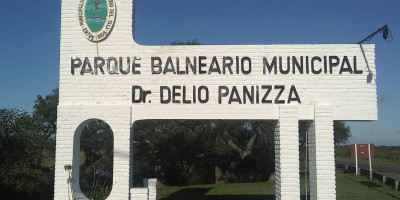 PARQUE BALNEARIO MUNICIPAL
Dr. DELIO PANIZZA